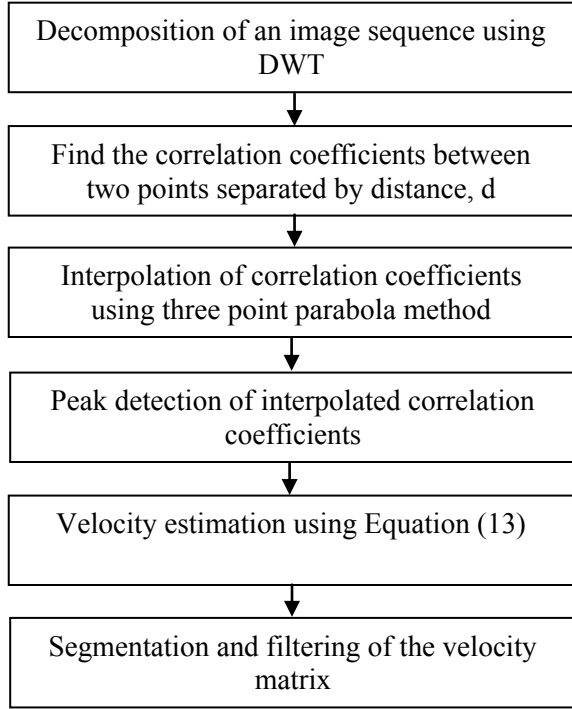 Decomposition of an image sequence using
DWT
Find the correlation coefficients between
two points separated by distance, d
Interpolation of correlation coefficients
using three point parabola method
Peak detection of interpolated correlation
coefficients
Velocity estimation using Equation (13)
Segmentation and filtering of the velocity
matrix